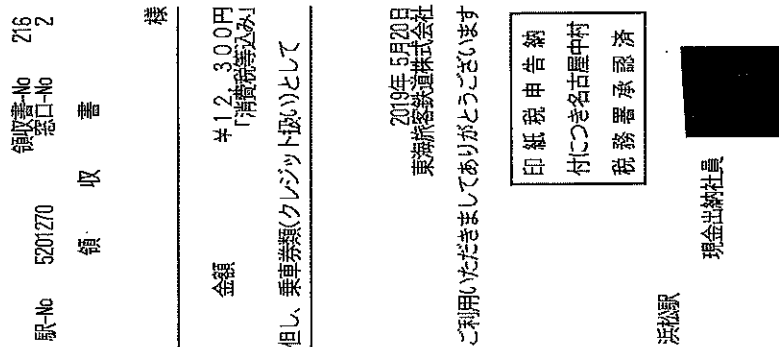 領収書-No 216
駅-No 5201270 窓口-No 2
領 収 書
様
金額 ¥12,300円
「消費税等込み」
但し、乗車券類(クレジット扱い)として
2019年 5月20日
東海旅客鉄道株式会社
ご利用いただきましてありがとうございます
印紙税申告納
付につき名古屋中村
税務署承認済
浜松駅 現金出納社員